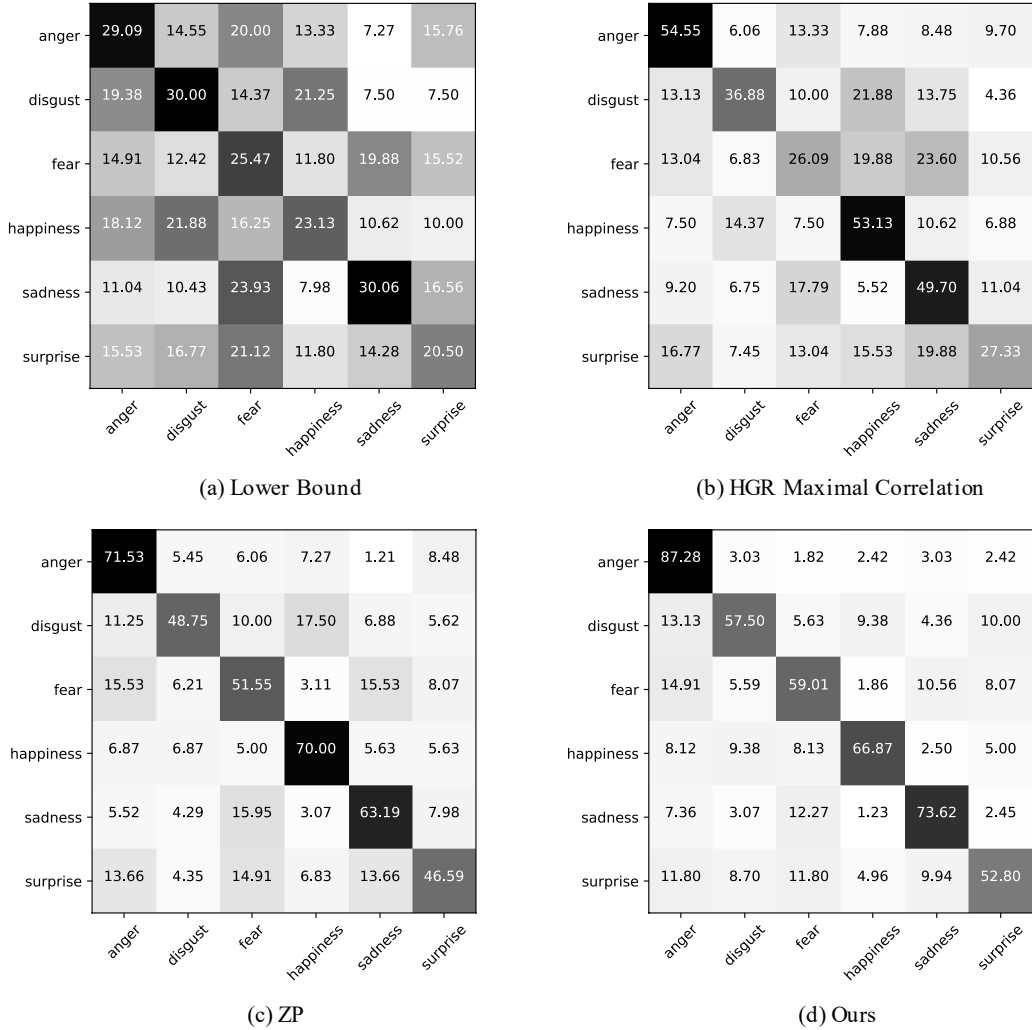 anger 29.09 14.55 20.00 13.33 7.27 15.76
disgust 19.38 30.00 14.37 21.25 7.50 7.50
fear 14.91 12.42 25.47 11.80 19.88 15.52
happiness 18.12 21.88 16.25 23.13 10.62 10.00
sadness 11.04 10.43 23.93 7.98 30.06 16.56
surprise 15.53 16.77 21.12 11.80 14.28 20.50
anger disgust fear happiness sadness surprise
(a) Lower Bound
anger 54.55 6.06 13.33 7.88 8.48 9.70
disgust 13.13 36.88 10.00 21.88 13.75 4.36
fear 13.04 6.83 26.09 19.88 23.60 10.56
happiness 7.50 14.37 7.50 53.13 10.62 6.88
sadness 9.20 6.75 17.79 5.52 49.70 11.04
surprise 16.77 7.45 13.04 15.53 19.88 27.33
anger disgust fear happiness sadness surprise
(b) HGR Maximal Correlation
anger 71.53 5.45 6.06 7.27 1.21 8.48
disgust 11.25 48.75 10.00 17.50 6.88 5.62
fear 15.53 6.21 51.55 3.11 15.53 8.07
happiness 6.87 6.87 5.00 70.00 5.63 5.63
sadness 5.52 4.29 15.95 3.07 63.19 7.98
surprise 13.66 4.35 14.91 6.83 13.66 46.59
anger disgust fear happiness sadness surprise
(c) ZP
anger 87.28 3.03 1.82 2.42 3.03 2.42
disgust 13.13 57.50 5.63 9.38 4.36 10.00
fear 14.91 5.59 59.01 1.86 10.56 8.07
happiness 8.12 9.38 8.13 66.87 2.50 5.00
sadness 7.36 3.07 12.27 1.23 73.62 2.45
surprise 11.80 8.70 11.80 4.96 9.94 52.80
anger disgust fear happiness sadness surprise
(d) Ours